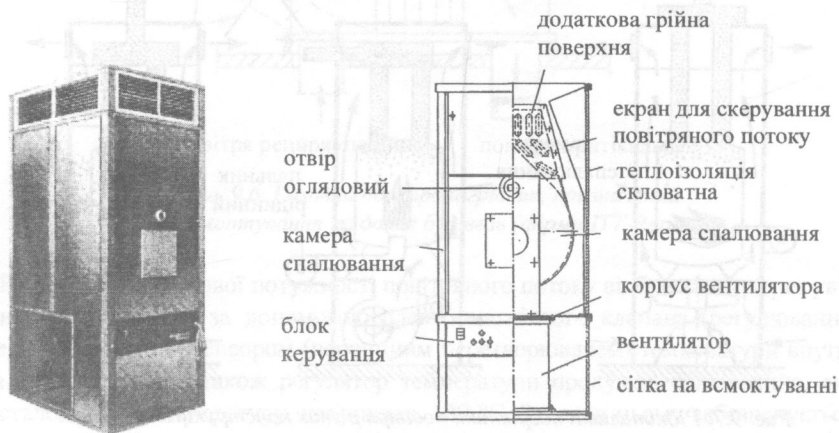 додаткова грійна
поверхня
екран для скерування
повітряного потоку
теплоізоляція
скловатна
камера спалювання
корпус вентилятора
вентилятор
сітка на всмоктуванні
отвір
оглядовий
камера
спалювання
блок
керування